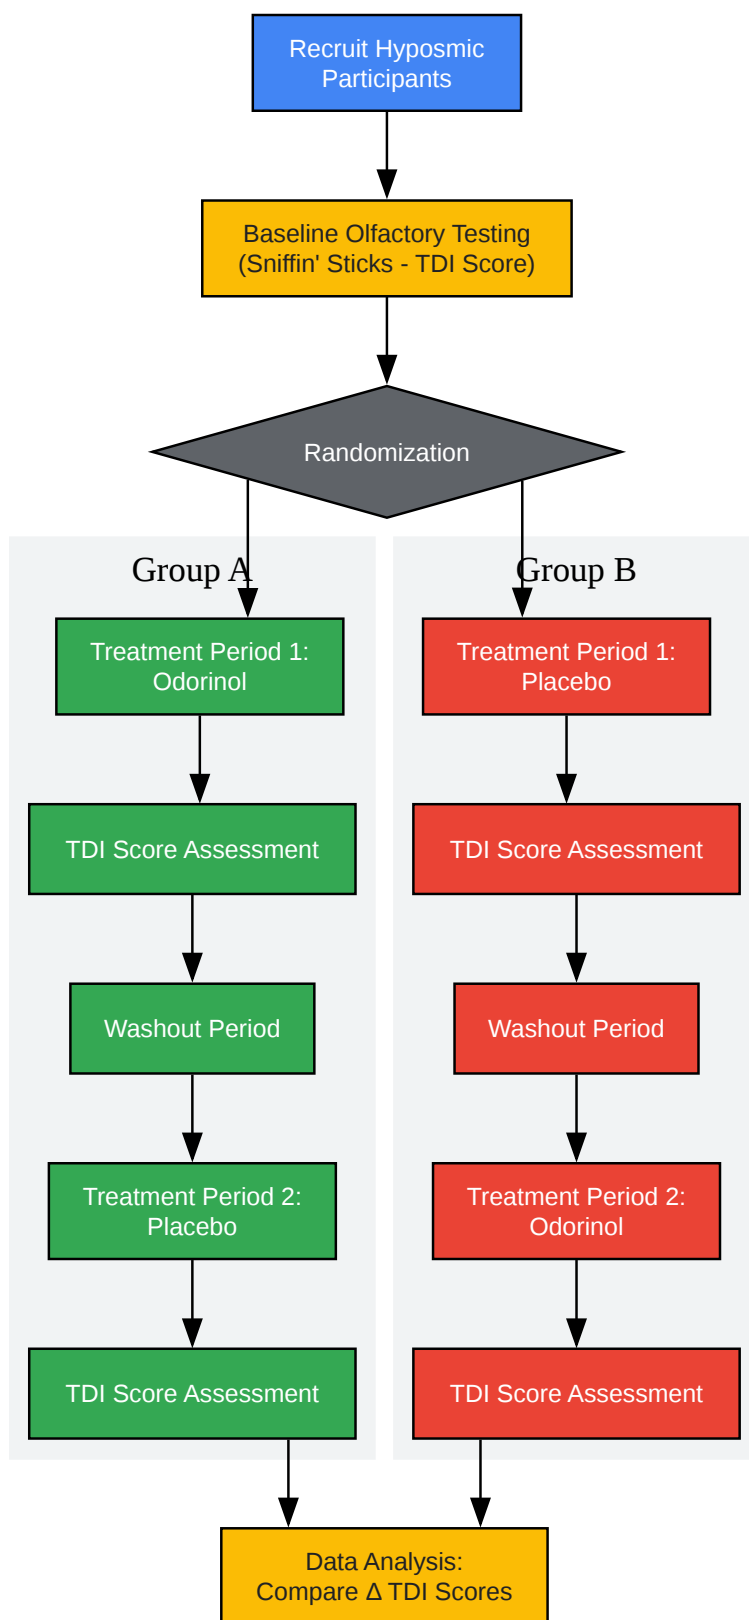 Recruit Hyposmic
Participants
Baseline Olfactory Testing
(Sniffin' Sticks - TDI Score)
Randomization
Group A
Treatment Period 1:
Odorinol
TDI Score Assessment
Washout Period
Treatment Period 2:
Placebo
TDI Score Assessment
Group B
Treatment Period 1:
Placebo
TDI Score Assessment
Washout Period
Treatment Period 2:
Odorinol
TDI Score Assessment
Data Analysis:
Compare Δ TDI Scores